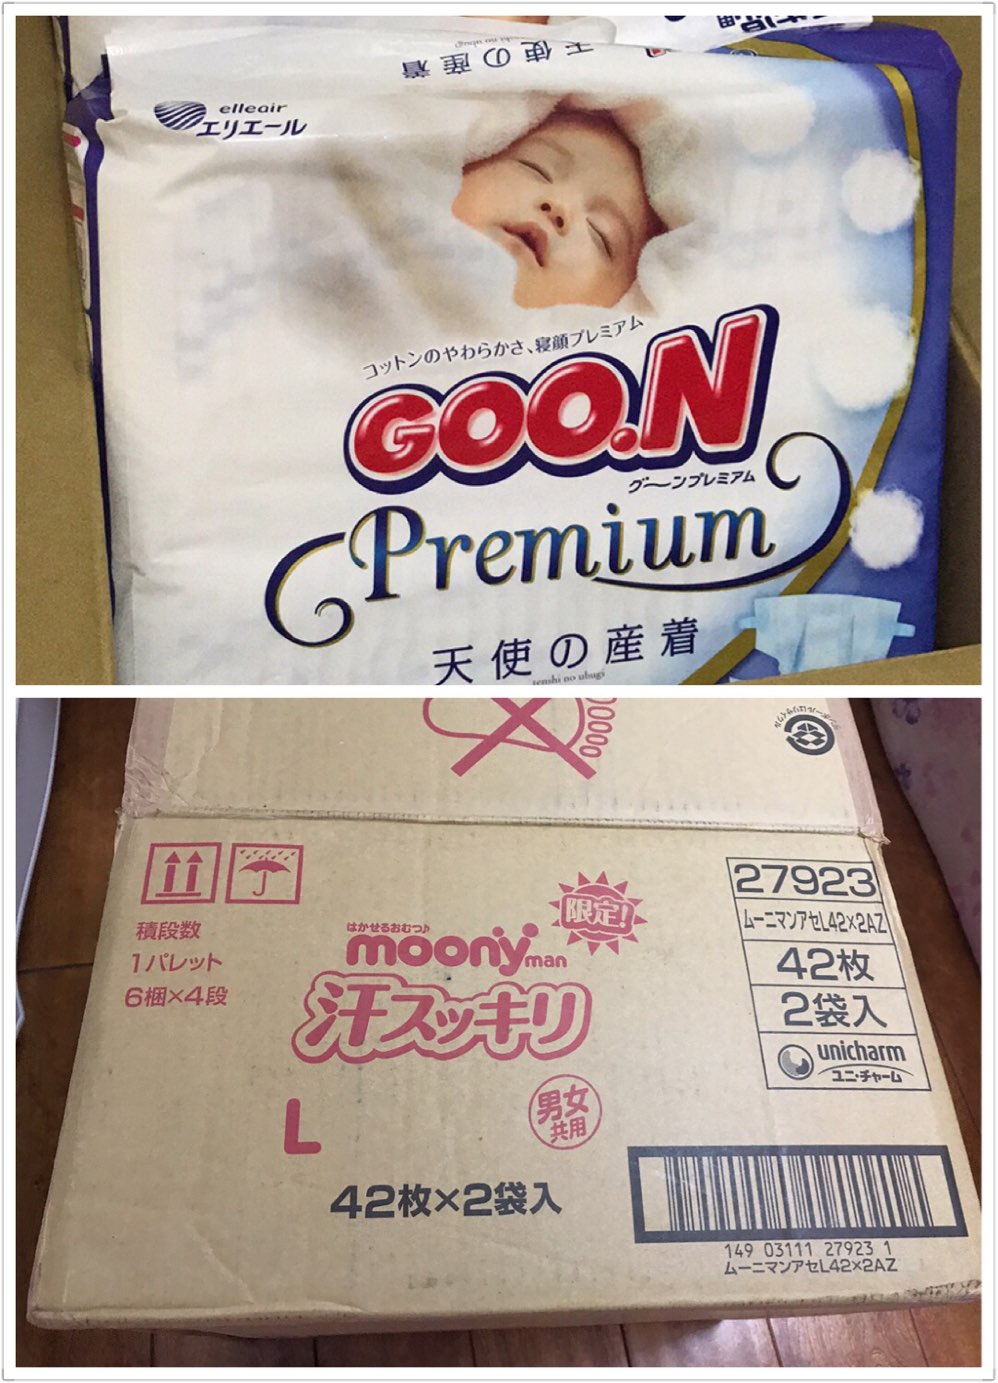 天使の産着
elleair
エリエール
コットンのやわらかさ、寝顔プレミアム
GOO.N
グ〜ンプレミアム
Premium
天使の産着
tenshi no ubugi
積段数
1パレット
6梱×4段
はかせるおむつ♪
moony man
限定!
汗スッキリ
L
男女
共用
42枚×2袋入
27923
ムーニマンアセL42×2AZ
42枚
2袋入
unicharm
ユニ・チャーム
149 03111 27923 1
ムーニマンアセL42×2AZ